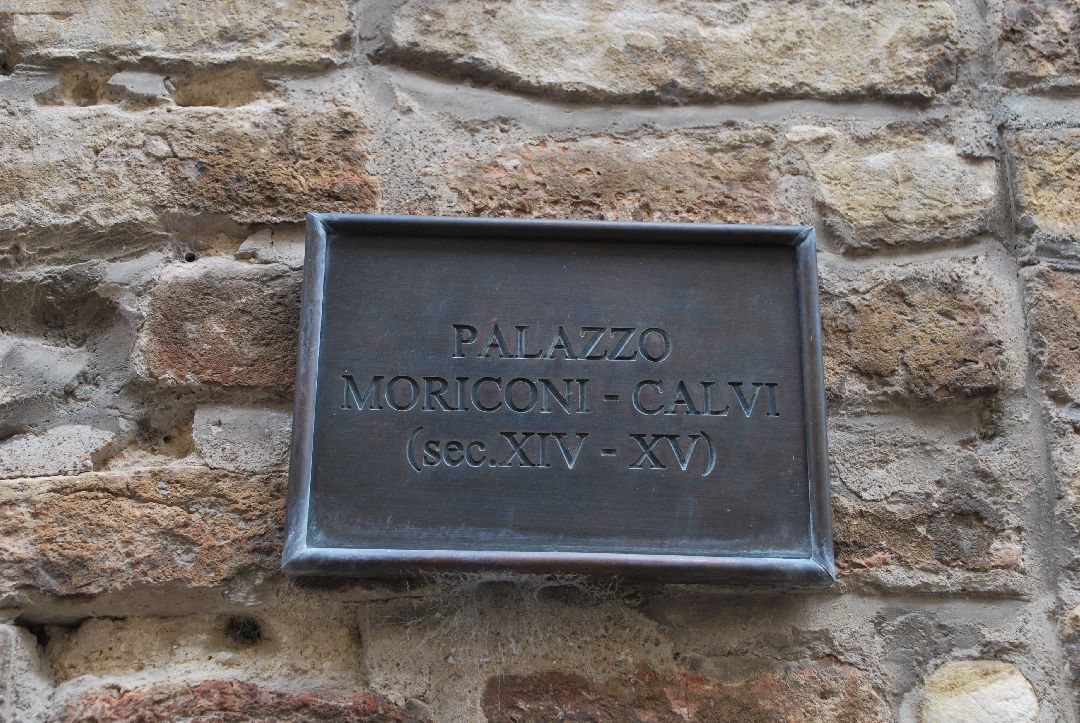 PALAZZO
MORICONI - CALVI
(sec.XIV - XV)